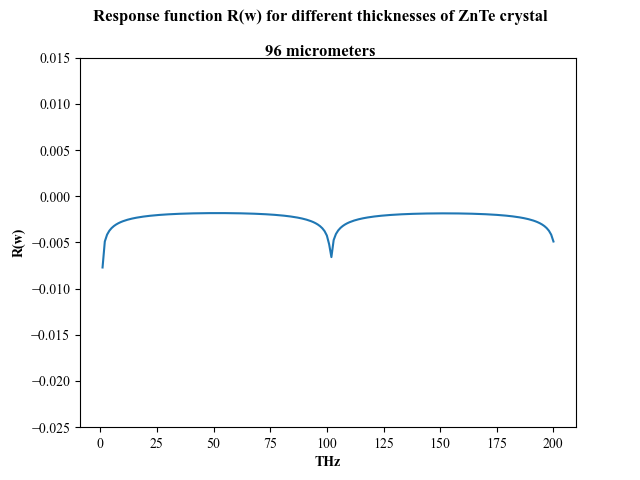 Response function R(w) for different thicknesses of ZnTe crystal
96 micrometers
0.015
0.010
0.005
0.000
−0.005
−0.010
−0.015
−0.020
−0.025
R(w)
0 25 50 75 100 125 150 175 200
THz